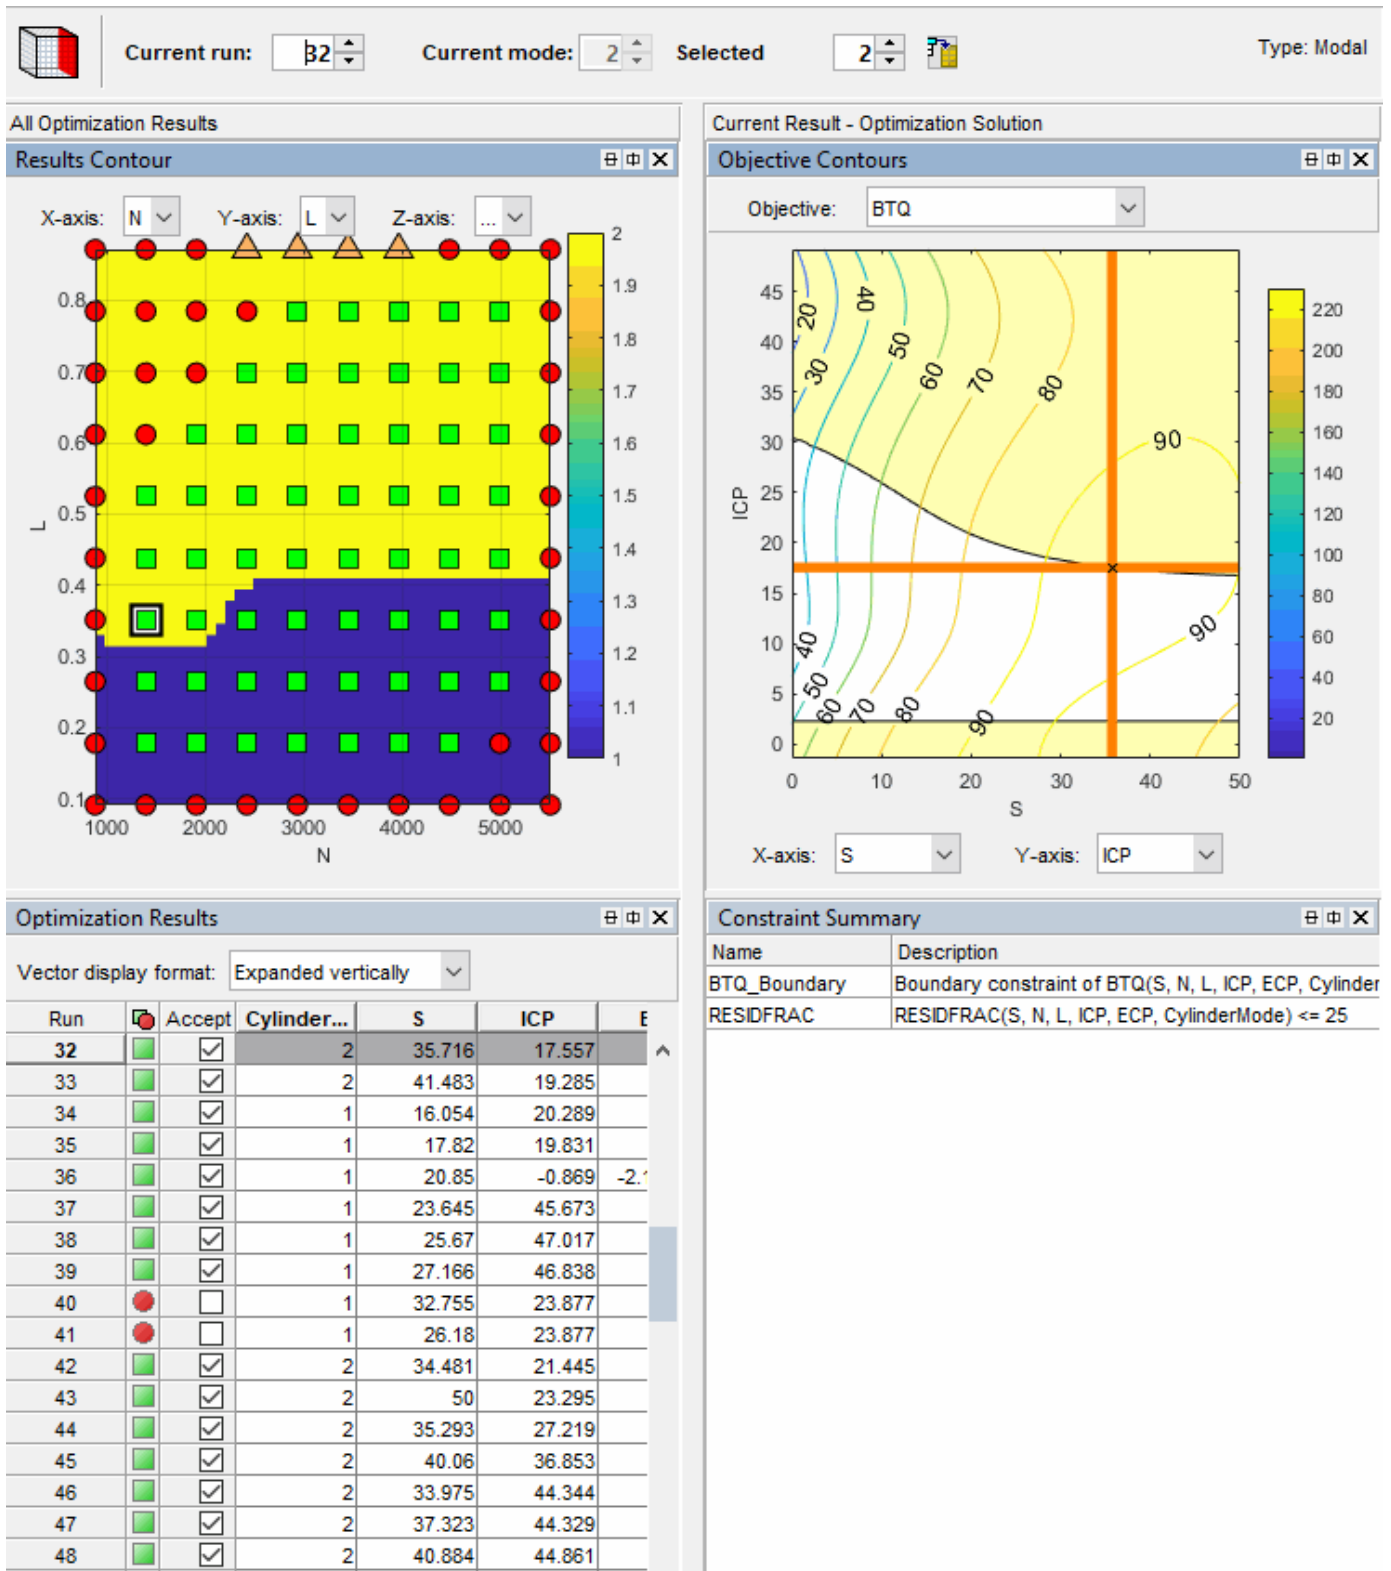 Current run: 32 Current mode: 2 Selected 2 Type: Modal
All Optimization Results
Results Contour
X-axis: N Y-axis: L Z-axis: ...
2
1.9
1.8
1.7
1.6
1.5
1.4
1.3
1.2
1.1
1
0.8
0.7
0.6
0.5
0.4
0.3
0.2
0.1
L
1000 2000 3000 4000 5000
N
Current Result - Optimization Solution
Objective Contours
Objective: BTQ
45
40
35
30
25
20
15
10
5
0
ICP
20 40 50 30 60 70 80 90
40 50 60 70 80 90 90
0 10 20 30 40 50
S
220
200
180
160
140
120
100
80
60
40
20
X-axis: S Y-axis: ICP
Optimization Results
Vector display format: Expanded vertically
Run Accept Cylinder... S ICP E
32 2 35.716 17.557
33 2 41.483 19.285
34 1 16.054 20.289
35 1 17.82 19.831
36 1 20.85 -0.869 -2.1
37 1 23.645 45.673
38 1 25.67 47.017
39 1 27.166 46.838
40 1 32.755 23.877
41 1 26.18 23.877
42 2 34.481 21.445
43 2 50 23.295
44 2 35.293 27.219
45 2 40.06 36.853
46 2 33.975 44.344
47 2 37.323 44.329
48 2 40.884 44.861
Constraint Summary
Name Description
BTQ_Boundary Boundary constraint of BTQ(S, N, L, ICP, ECP, Cylinder
RESIDFRAC RESIDFRAC(S, N, L, ICP, ECP, CylinderMode) <= 25